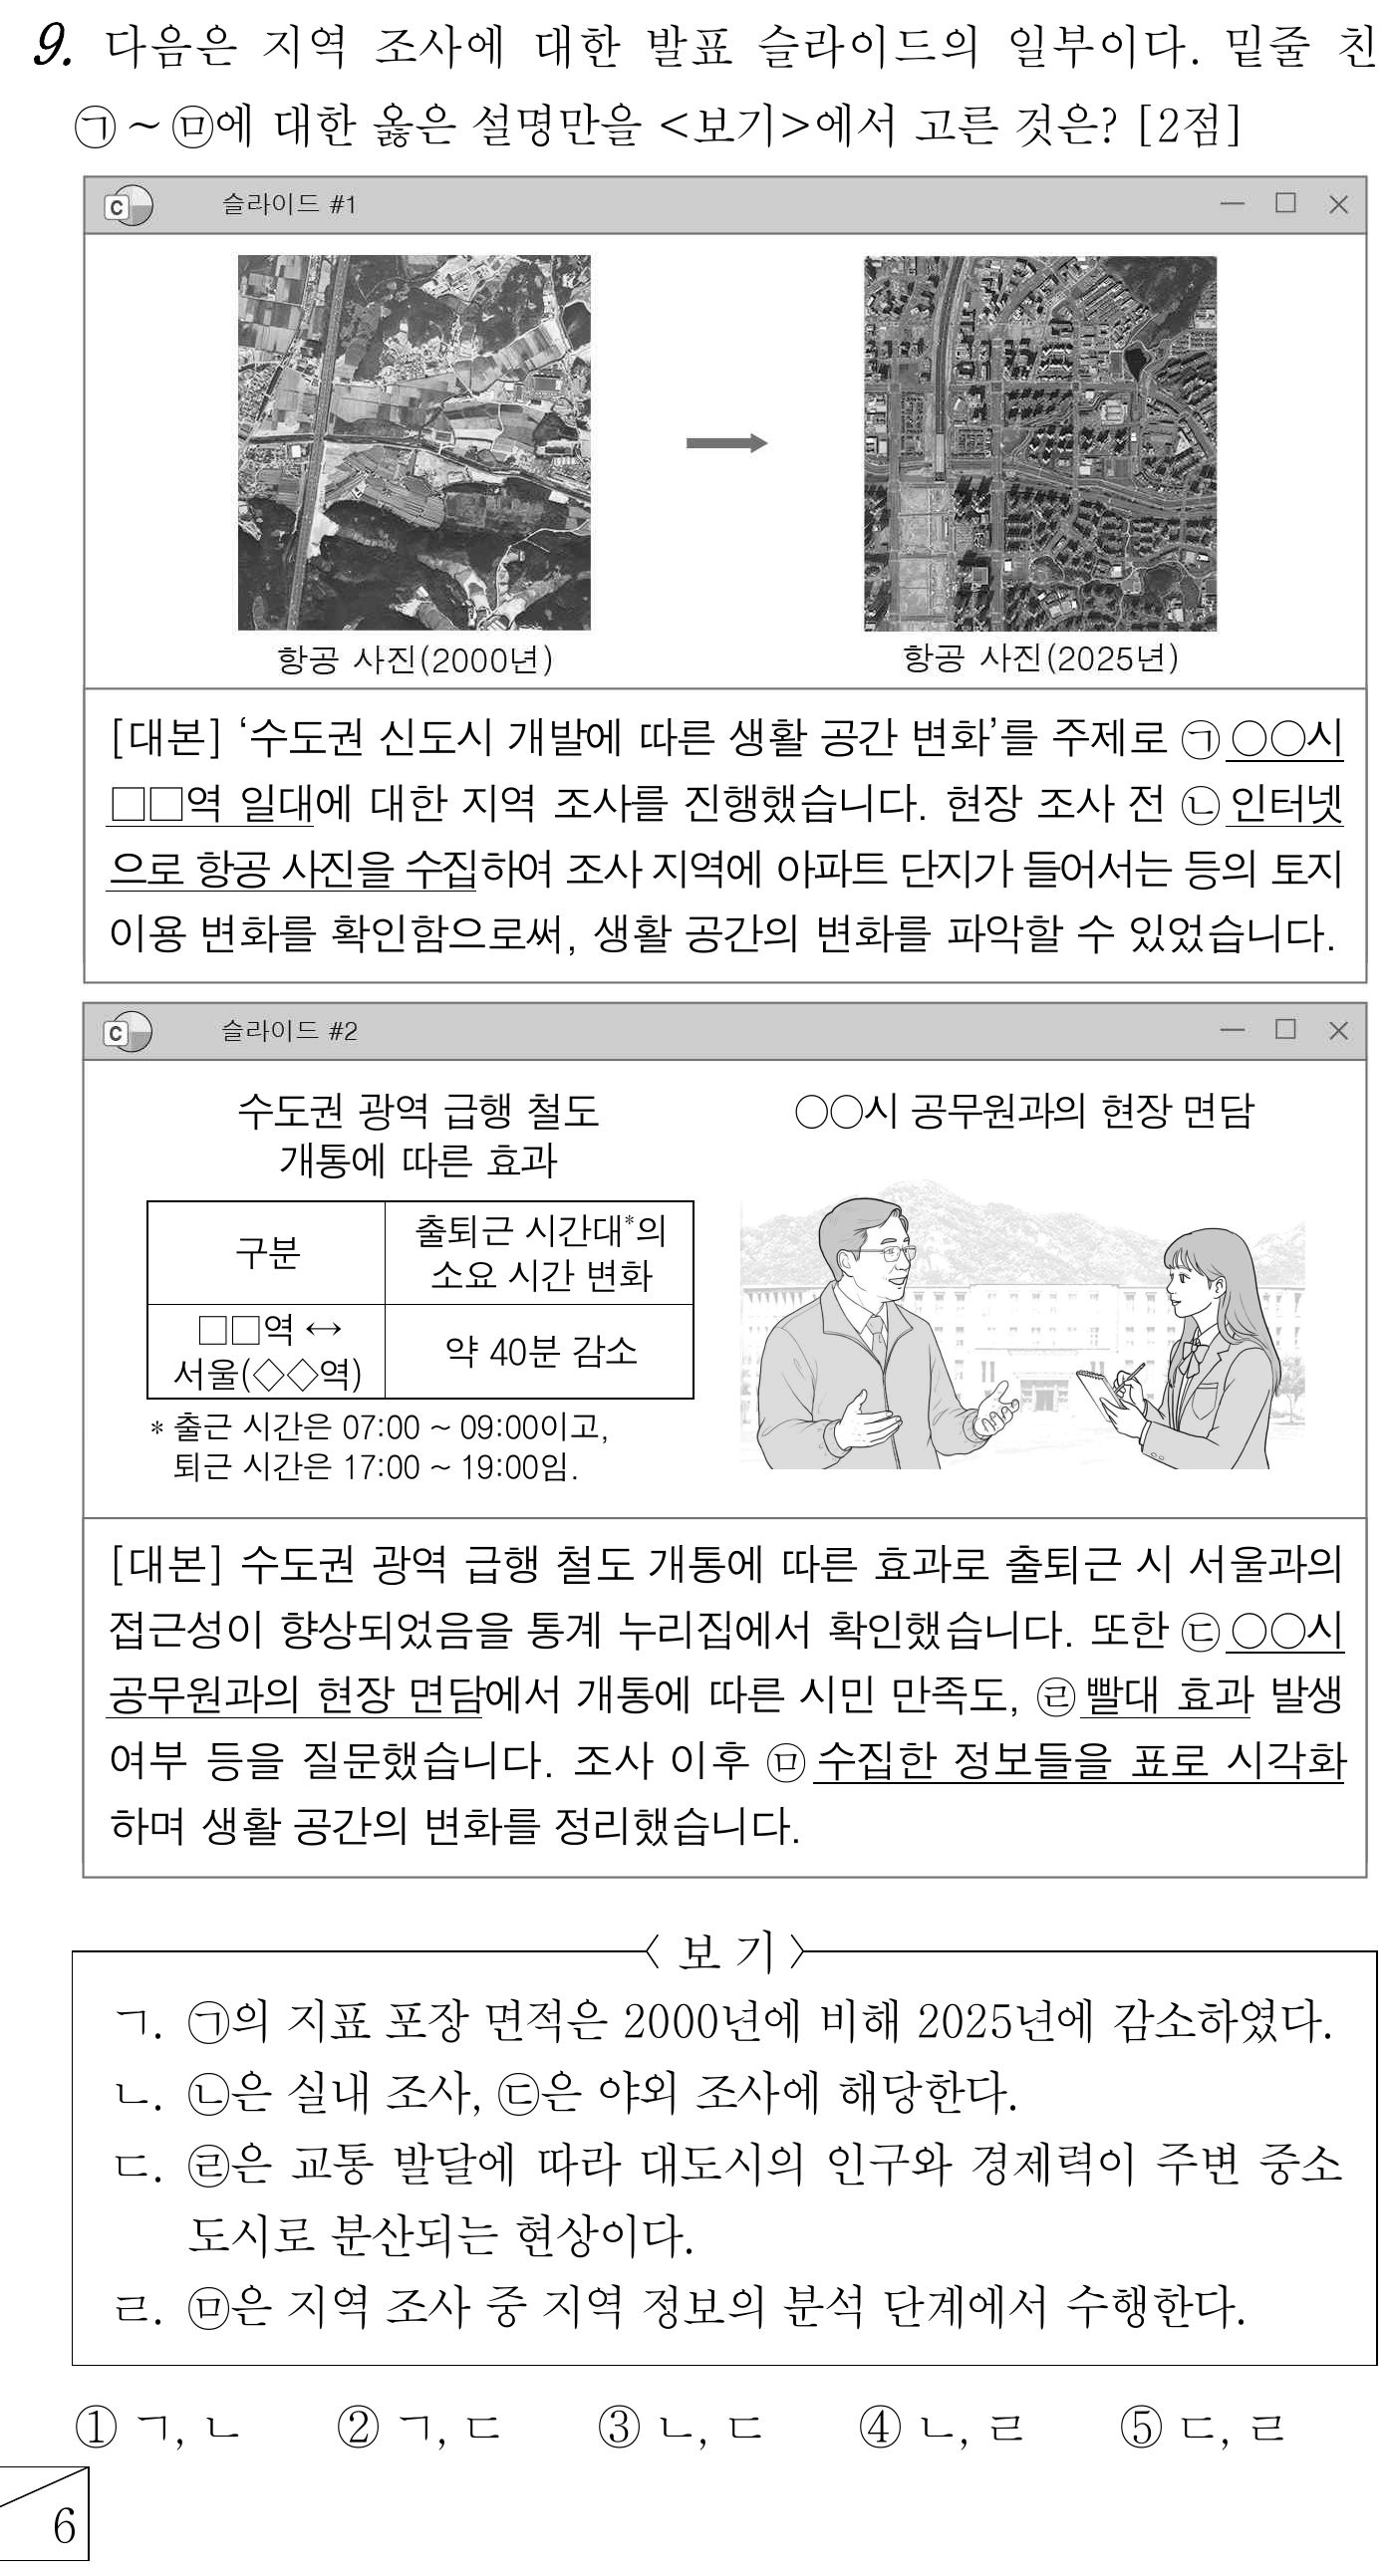 9. 다음은 지역 조사에 대한 발표 슬라이드의 일부이다. 밑줄 친
㉠~㉤에 대한 옳은 설명만을 <보기>에서 고른 것은? [2점]
C 슬라이드 #1 — □ ×
항공 사진(2000년) 항공 사진(2025년)
[대본] ‘수도권 신도시 개발에 따른 생활 공간 변화’를 주제로 ㉠ ○○시
□□역 일대에 대한 지역 조사를 진행했습니다. 현장 조사 전 ㉡ 인터넷
으로 항공 사진을 수집하여 조사 지역에 아파트 단지가 들어서는 등의 토지
이용 변화를 확인함으로써, 생활 공간의 변화를 파악할 수 있었습니다.
C 슬라이드 #2 — □ ×
수도권 광역 급행 철도
개통에 따른 효과
구분
출퇴근 시간대*의
소요 시간 변화
□□역 ↔
서울(◇◇역)
약 40분 감소
* 출근 시간은 07:00 ~ 09:00이고,
퇴근 시간은 17:00 ~ 19:00임.
○○시 공무원과의 현장 면담
[대본] 수도권 광역 급행 철도 개통에 따른 효과로 출퇴근 시 서울과의
접근성이 향상되었음을 통계 누리집에서 확인했습니다. 또한 ㉢ ○○시
공무원과의 현장 면담에서 개통에 따른 시민 만족도, ㉣ 빨대 효과 발생
여부 등을 질문했습니다. 조사 이후 ㉤ 수집한 정보들을 표로 시각화
하며 생활 공간의 변화를 정리했습니다.
〈 보 기 〉
ㄱ. ㉠의 지표 포장 면적은 2000년에 비해 2025년에 감소하였다.
ㄴ. ㉡은 실내 조사, ㉢은 야외 조사에 해당한다.
ㄷ. ㉣은 교통 발달에 따라 대도시의 인구와 경제력이 주변 중소
도시로 분산되는 현상이다.
ㄹ. ㉤은 지역 조사 중 지역 정보의 분석 단계에서 수행한다.
① ㄱ, ㄴ ② ㄱ, ㄷ ③ ㄴ, ㄷ ④ ㄴ, ㄹ ⑤ ㄷ, ㄹ
6